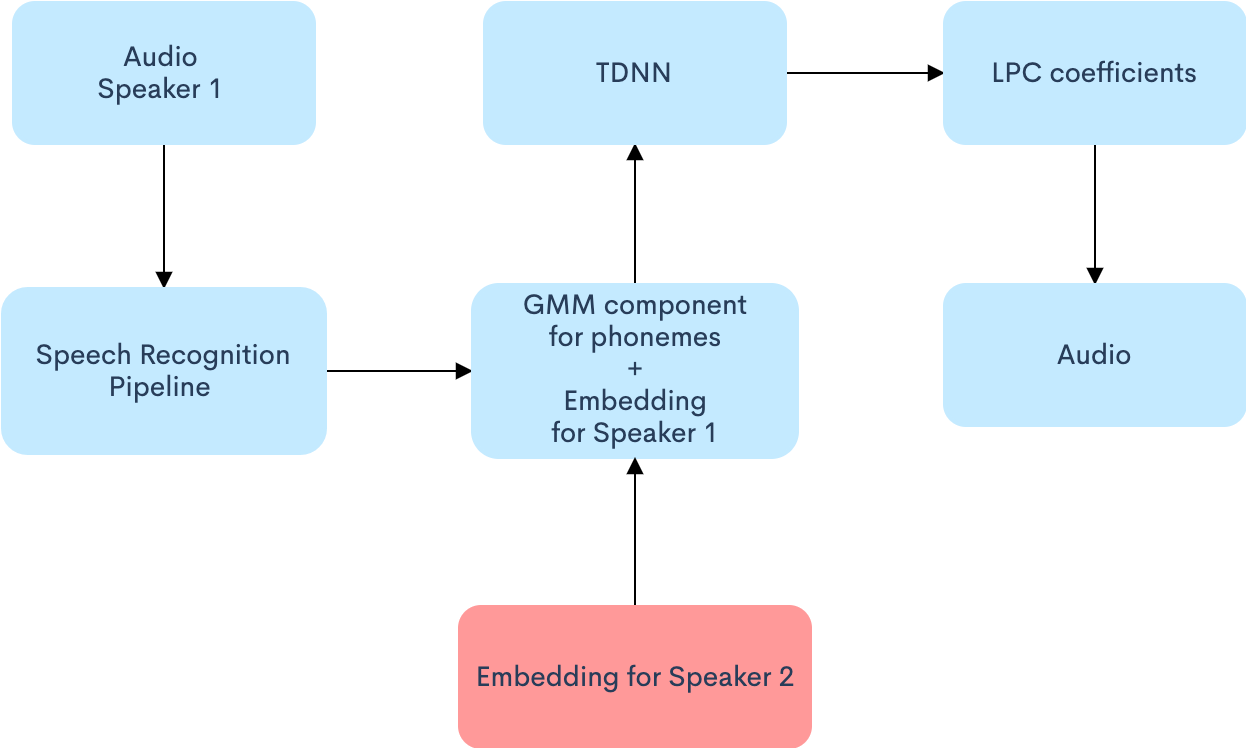 Audio
Speaker 1
TDNN
LPC coefficients
Speech Recognition
Pipeline
GMM component
for phonemes
+
Embedding
for Speaker 1
Audio
Embedding for Speaker 2